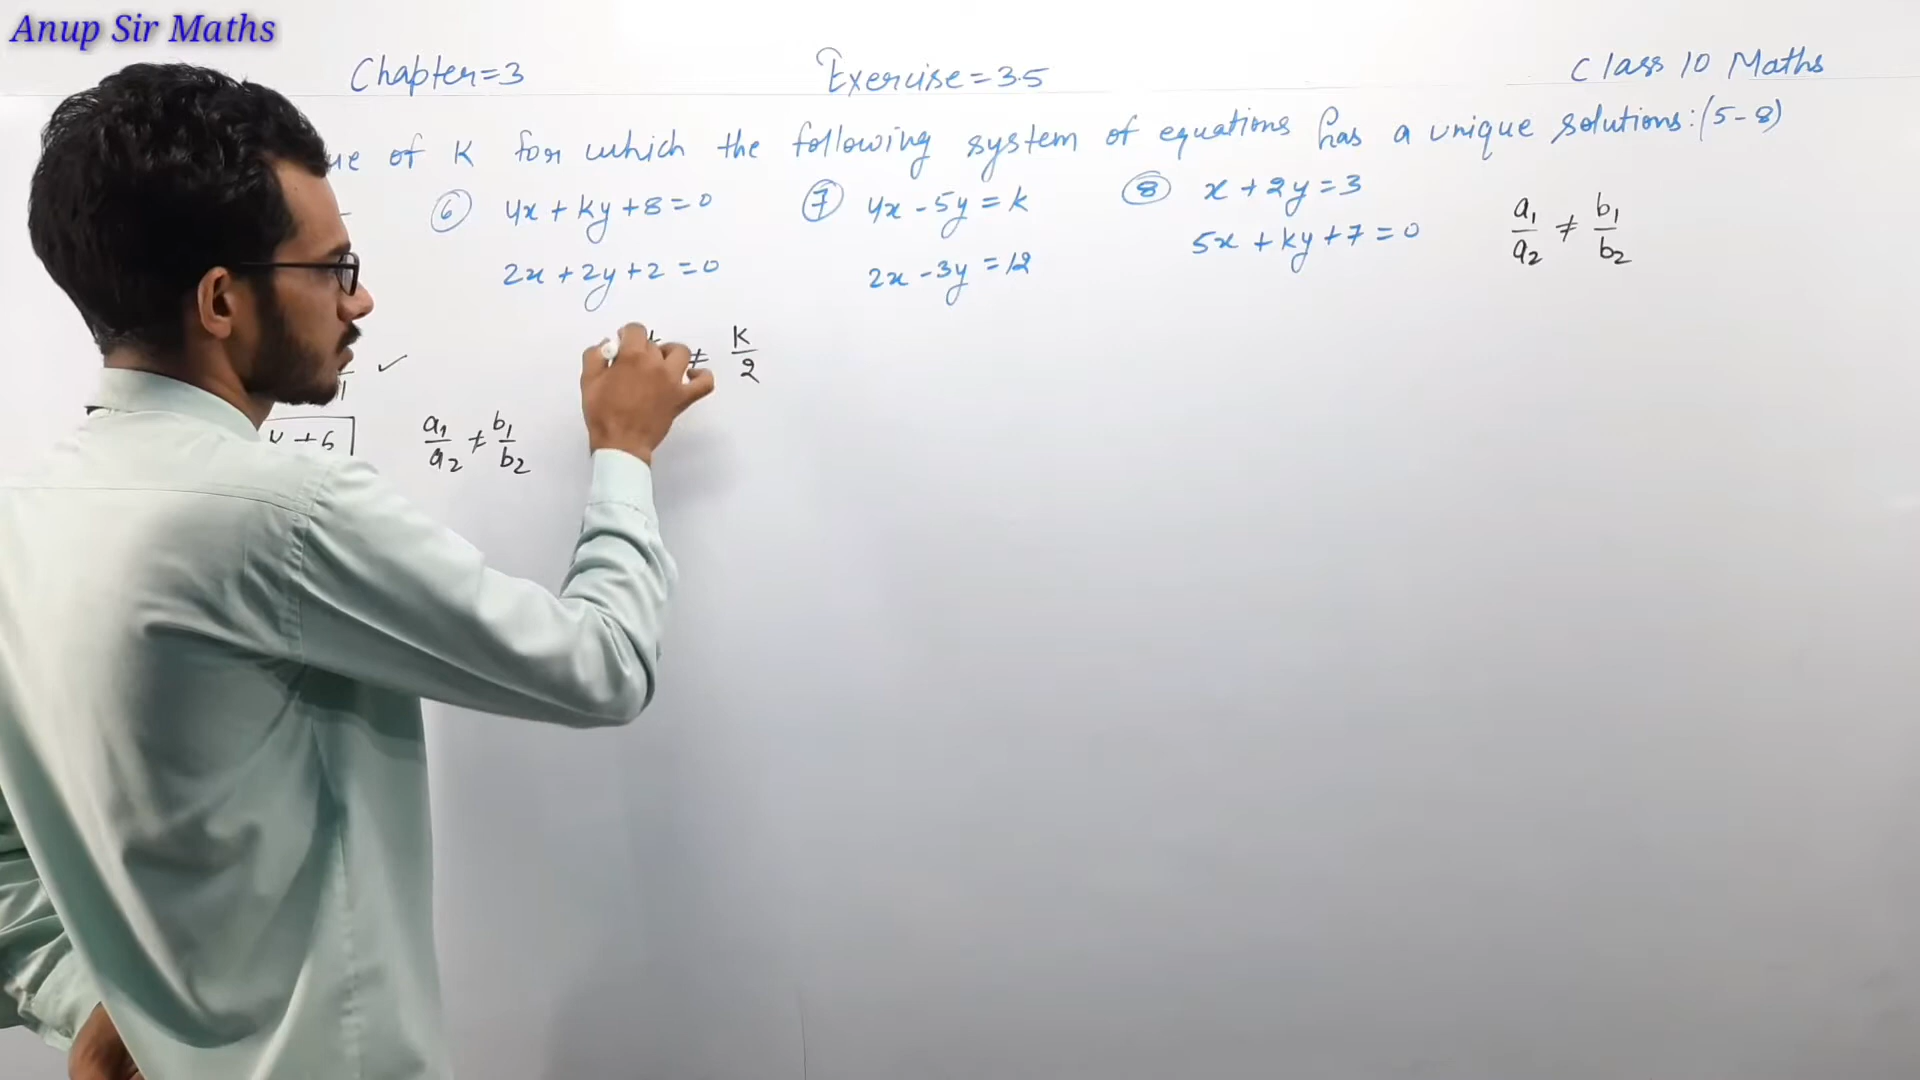 Anup Sir Maths
Chapter=3 Exercise=3.5 Class 10 Maths
ue of K for which the following system of equations has a unique solutions:(5-8)
⑥ 4x+ky+8=0 ⑦ 4x-5y=k ⑧ x+2y=3
2x+2y+2=0 2x-3y=12 5x+ky+7=0
a₁/a₂ ≠ b₁/b₂
≠ K/2
≠6
a₁/a₂ ≠ b₁/b₂